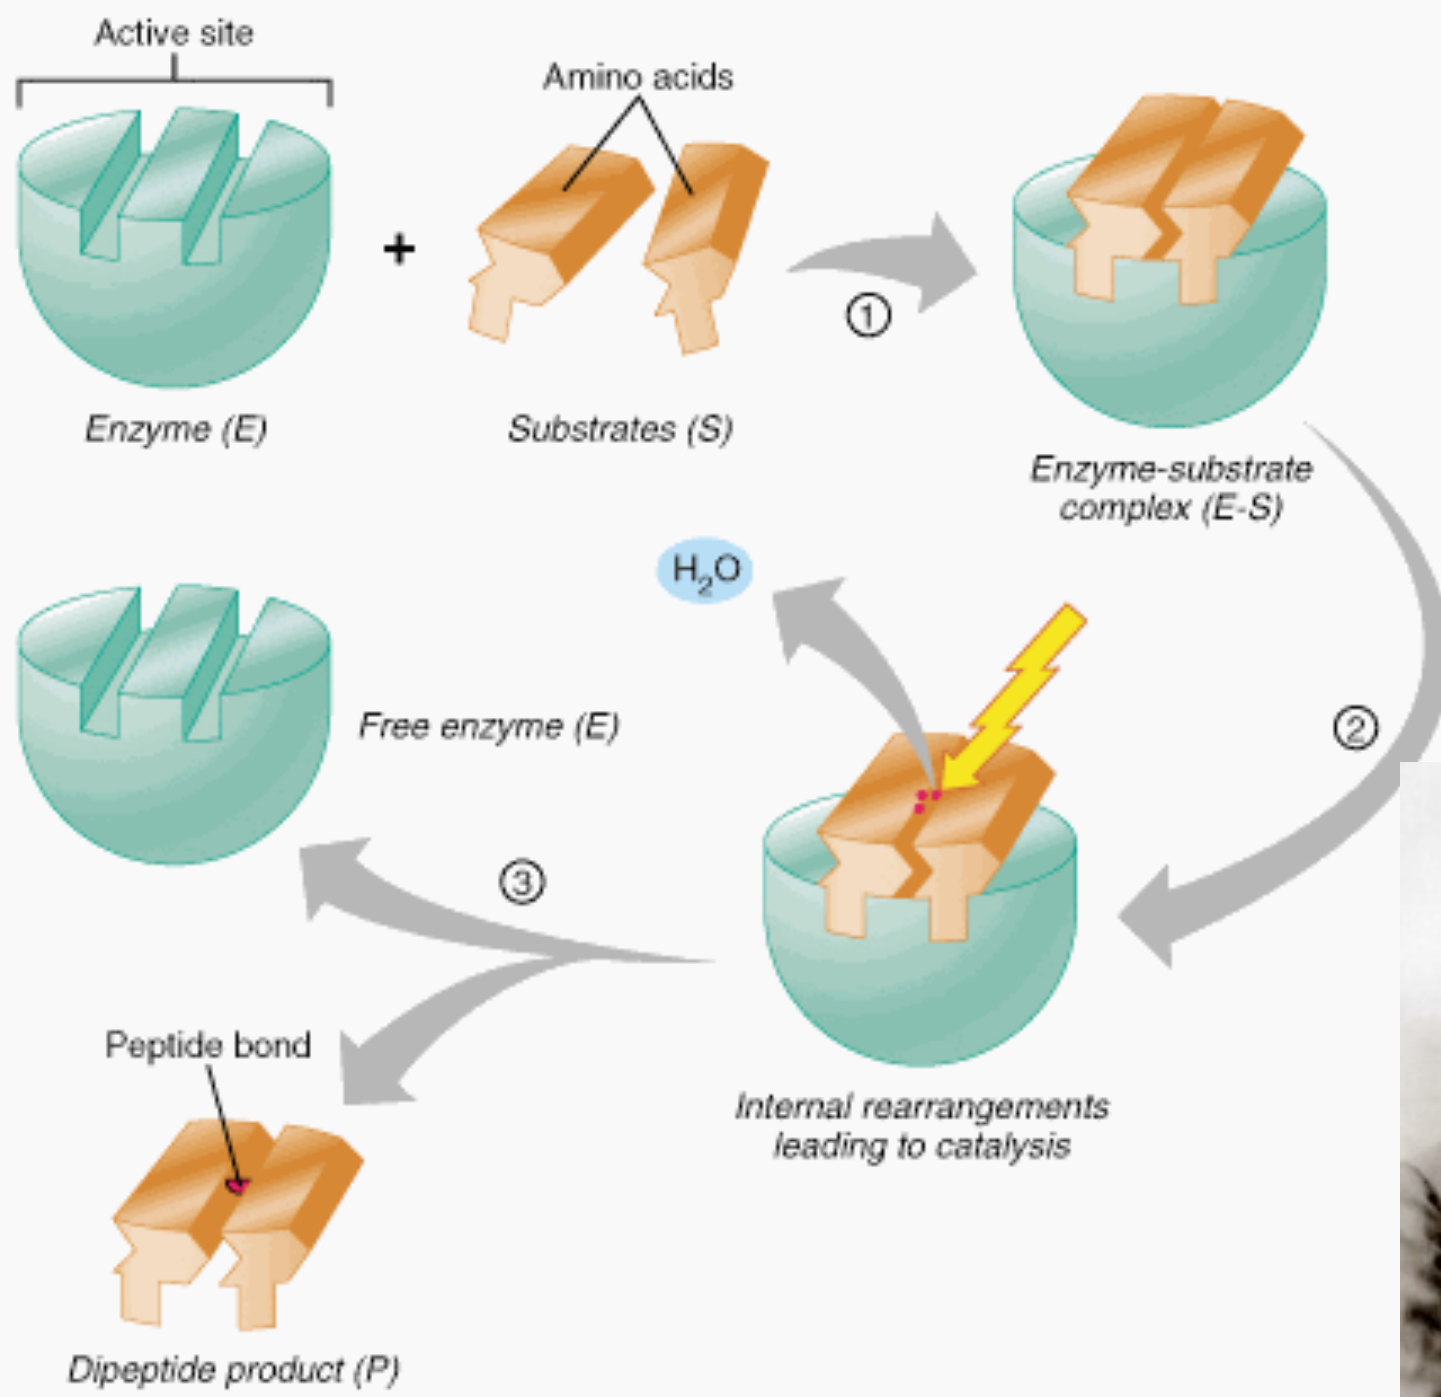 Active site
Amino acids
+
①
Enzyme (E)
Substrates (S)
Enzyme-substrate
complex (E-S)
H₂O
Free enzyme (E)
②
③
Peptide bond
Internal rearrangements
leading to catalysis
Dipeptide product (P)